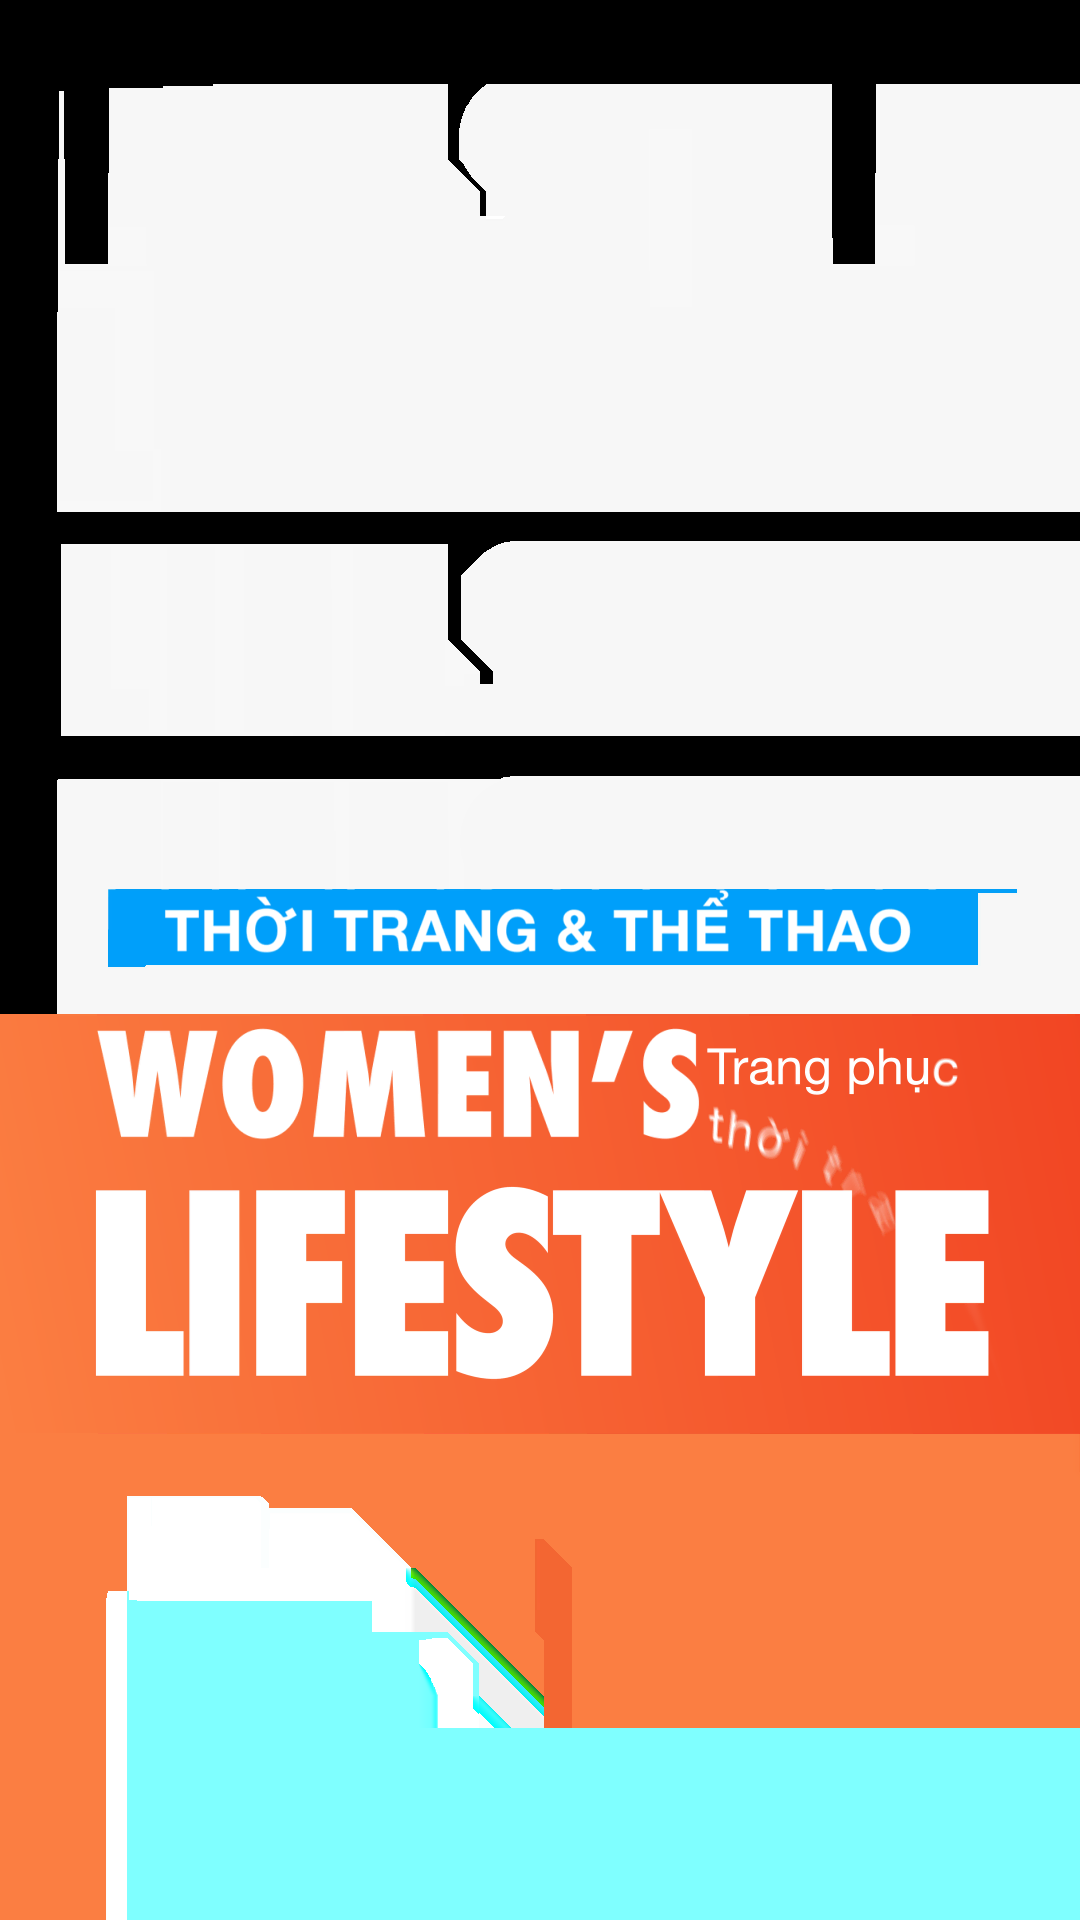 THỜI TRANG & THỂ THAO
WOMEN’S
Trang phục
thời
LIFESTYLE